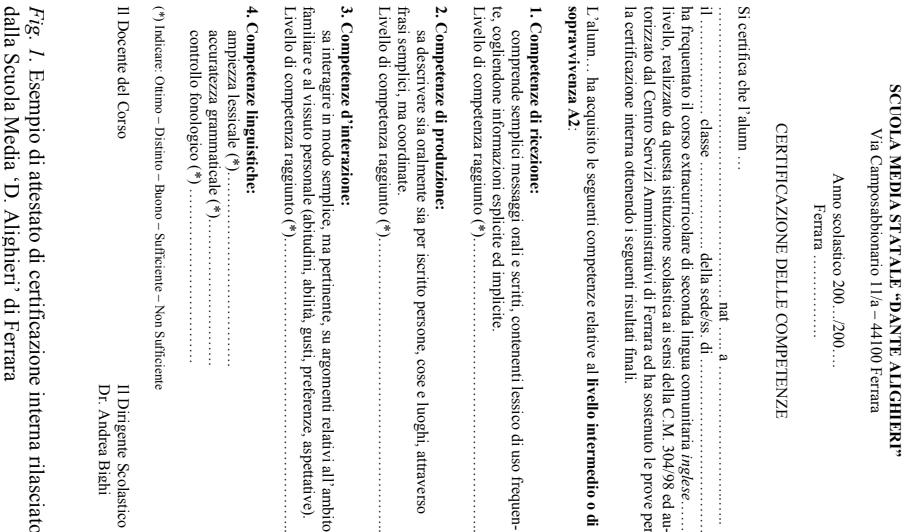 SCUOLA MEDIA STATALE “DANTE ALIGHIERI”
Via Camposabbionario 11/a – 44100 Ferrara
Anno scolastico 200…/200….
Ferrara ………….
CERTIFICAZIONE DELLE COMPETENZE
Si certifica che l’alunn …
………………………………………………… nat …. a ………………
il ……………. classe ……………………della sede/ss. di ………………
ha frequentato il corso extracurricolare di seconda lingua comunitaria inglese….
livello, realizzato da questa istituzione scolastica ai sensi della C.M. 304/98 ed au-
torizzato dal Centro Servizi Amministrativi di Ferrara ed ha sostenuto le prove per
la certificazione interna ottenendo i seguenti risultati finali.
L’alunn… ha acquisito le seguenti competenze relative al livello intermedio o di
sopravvivenza A2:
1. Competenze di ricezione:
comprende semplici messaggi orali e scritti, contenenti lessico di uso frequen-
te, cogliendone informazioni esplicite ed implicite.
Livello di competenza raggiunto (*)……………………………………
2. Competenze di produzione:
sa descrivere sia oralmente sia per iscritto persone, cose e luoghi, attraverso
frasi semplici, ma coordinate.
Livello di competenza raggiunto (*)……………………………………
3. Competenze d’interazione:
sa interagire in modo semplice, ma pertinente, su argomenti relativi all’ambito
familiare e al vissuto personale (abitudini, abilità, gusti, preferenze, aspettative).
Livello di competenza raggiunto (*)……………………………………
4. Competenze linguistiche:
ampiezza lessicale (*)……………………………
accuratezza grammaticale (*)……………………
controllo fonologico (*)…………………………
(*) Indicare: Ottimo – Distinto – Buono – Sufficiente – Non Sufficiente
Il Docente del Corso
Il Dirigente Scolastico
Dr. Andrea Bighi
Fig. 1. Esempio di attestato di certificazione interna rilasciato
dalla Scuola Media ‘D. Alighieri’ di Ferrara